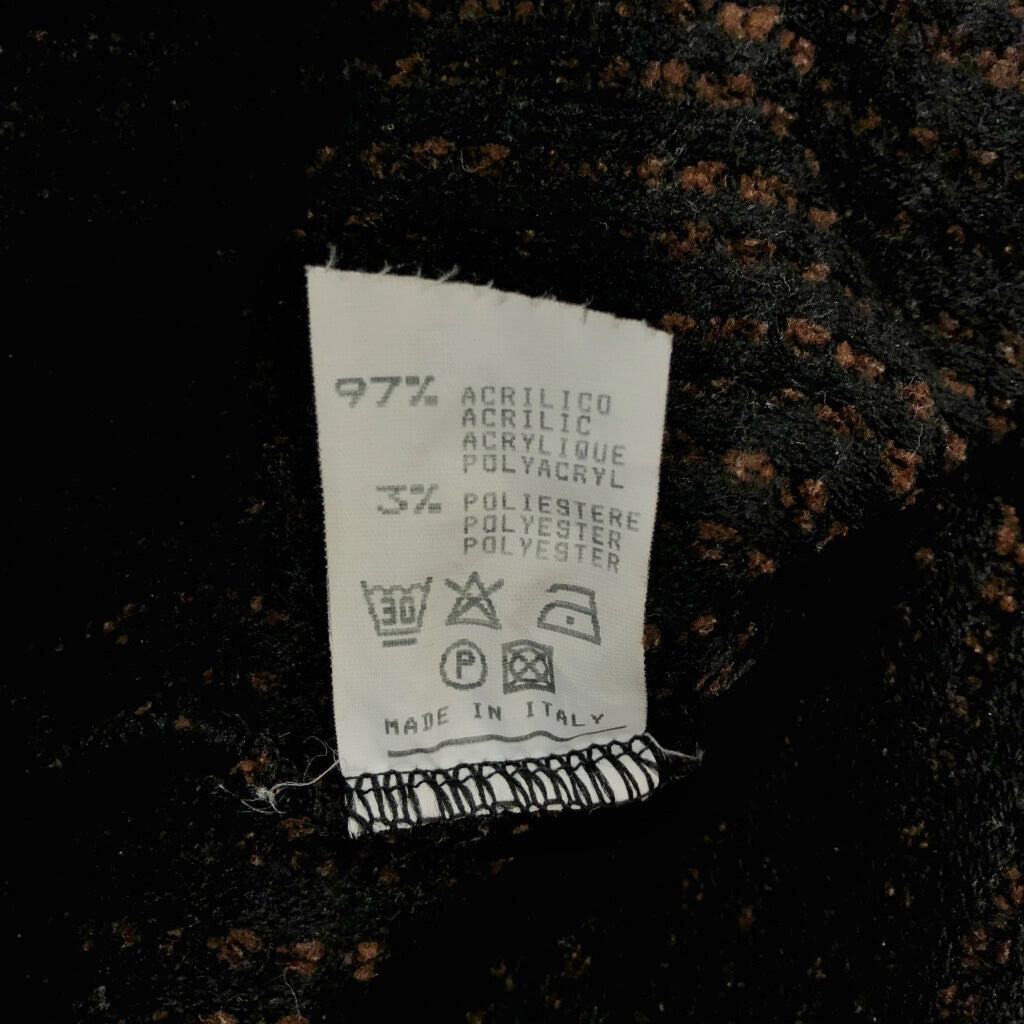 97% ACRILICO
ACRILIC
ACRYLIQUE
POLYACRYL
3% POLIESTERE
POLYESTER
POLYESTER
30
P
MADE IN ITALY